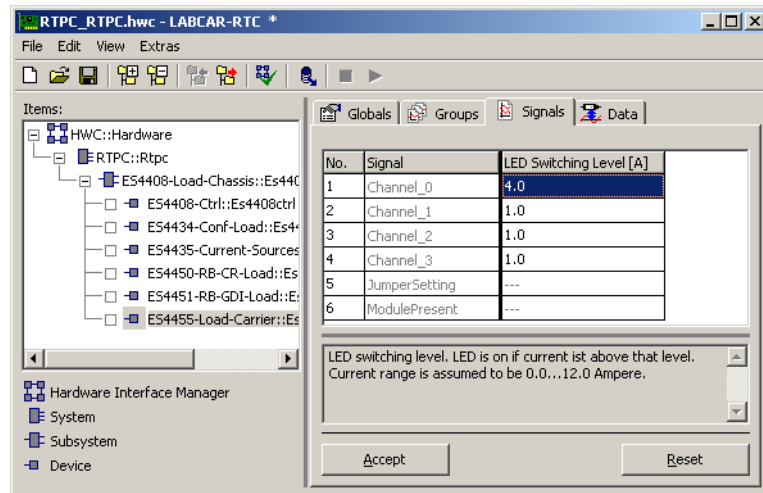 RTPC_RTPC.hwc - LABCAR-RTC *
File Edit View Extras
Items:
HWC::Hardware
RTPC::Rtpc
ES4408-Load-Chassis::Es440
ES4408-Ctrl::Es4408ctrl
ES4434-Conf-Load::Es44
ES4435-Current-Sources
ES4450-RB-CR-Load::Es
ES4451-RB-GDI-Load::Es
ES4455-Load-Carrier::Es
Hardware Interface Manager
System
Subsystem
Device
Globals Groups Signals Data
No. Signal LED Switching Level [A]
1 Channel_0 4.0
2 Channel_1 1.0
3 Channel_2 1.0
4 Channel_3 1.0
5 JumperSetting ---
6 ModulePresent ---
LED switching level. LED is on if current ist above that level.
Current range is assumed to be 0.0...12.0 Ampere.
Accept Reset